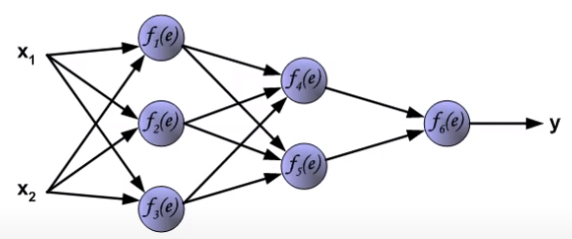 x₁
x₂
f₁(e)
f₂(e)
f₃(e)
f₄(e)
f₅(e)
f₆(e)
y